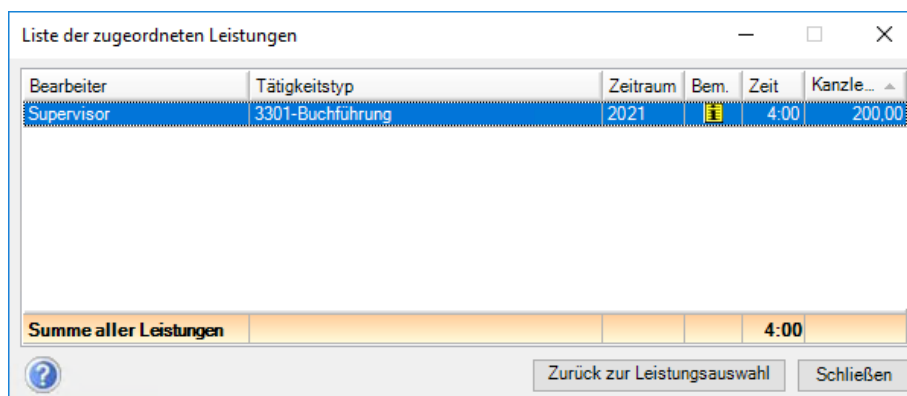 Liste der zugeordneten Leistungen
Bearbeiter Tätigkeitstyp Zeitraum Bem. Zeit Kanzle...
Supervisor 3301-Buchführung 2021 4:00 200,00
Summe aller Leistungen 4:00
Zurück zur Leistungsauswahl Schließen